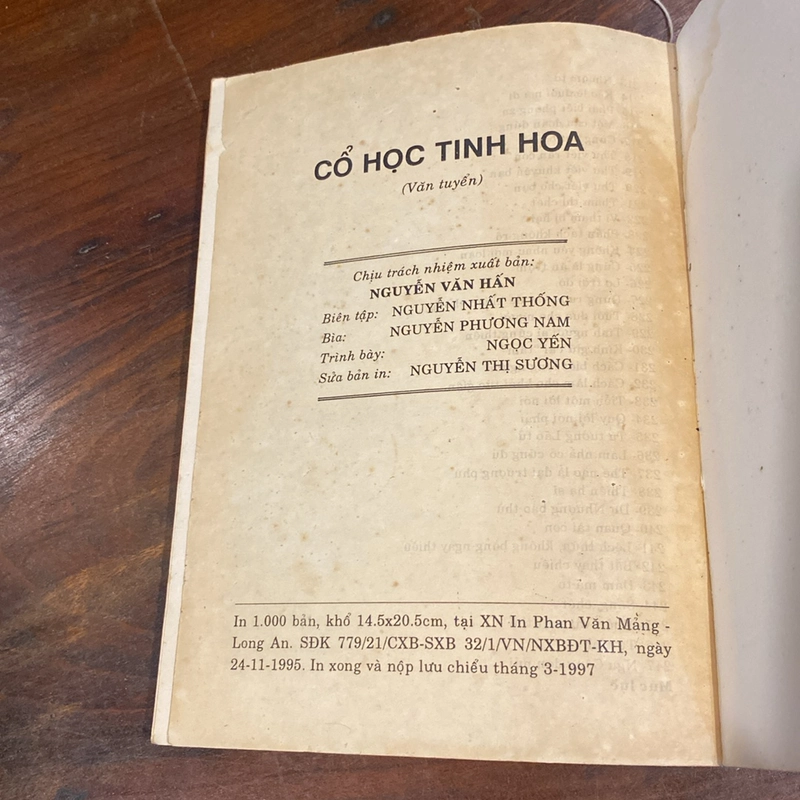 CỔ HỌC TINH HOA
(Văn tuyển)
Chịu trách nhiệm xuất bản:
NGUYỄN VĂN HẤN
Biên tập: NGUYỄN NHẤT THỐNG
Bìa: NGUYỄN PHƯƠNG NAM
Trình bày: NGỌC YẾN
Sửa bản in: NGUYỄN THỊ SƯƠNG
In 1.000 bản, khổ 14.5x20.5cm, tại XN In Phan Văn Mảng -
Long An. SĐK 779/21/CXB-SXB 32/1/VN/NXBĐT-KH, ngày
24-11-1995. In xong và nộp lưu chiểu tháng 3-1997